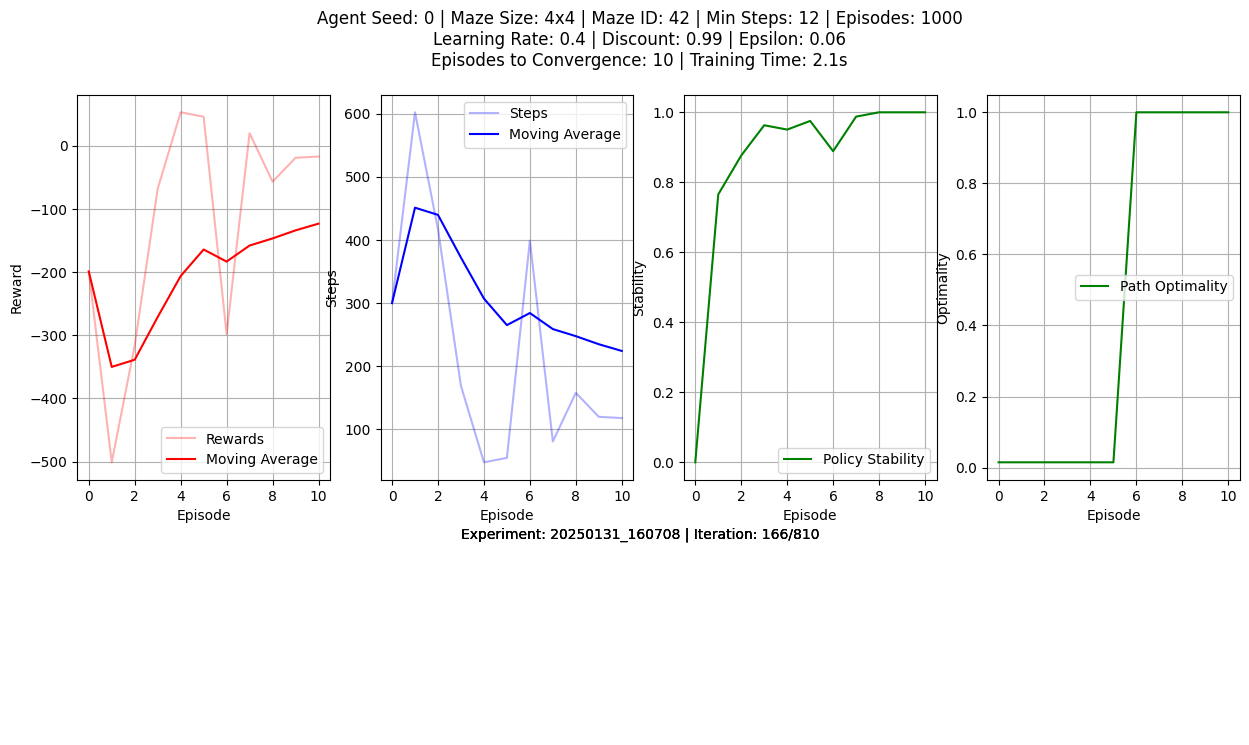 Agent Seed: 0 | Maze Size: 4x4 | Maze ID: 42 | Min Steps: 12 | Episodes: 1000
Learning Rate: 0.4 | Discount: 0.99 | Epsilon: 0.06
Episodes to Convergence: 10 | Training Time: 2.1s
Reward
0
−100
−200
−300
−400
−500
Rewards
Moving Average
0 2 4 6 8 10
Episode
Steps
600
500
400
300
200
100
Steps
Moving Average
0 2 4 6 8 10
Episode
Stability
1.0
0.8
0.6
0.4
0.2
0.0
Policy Stability
0 2 4 6 8 10
Episode
Optimality
1.0
0.8
0.6
0.4
0.2
0.0
Path Optimality
0 2 4 6 8 10
Episode
Experiment: 20250131_160708 | Iteration: 166/810